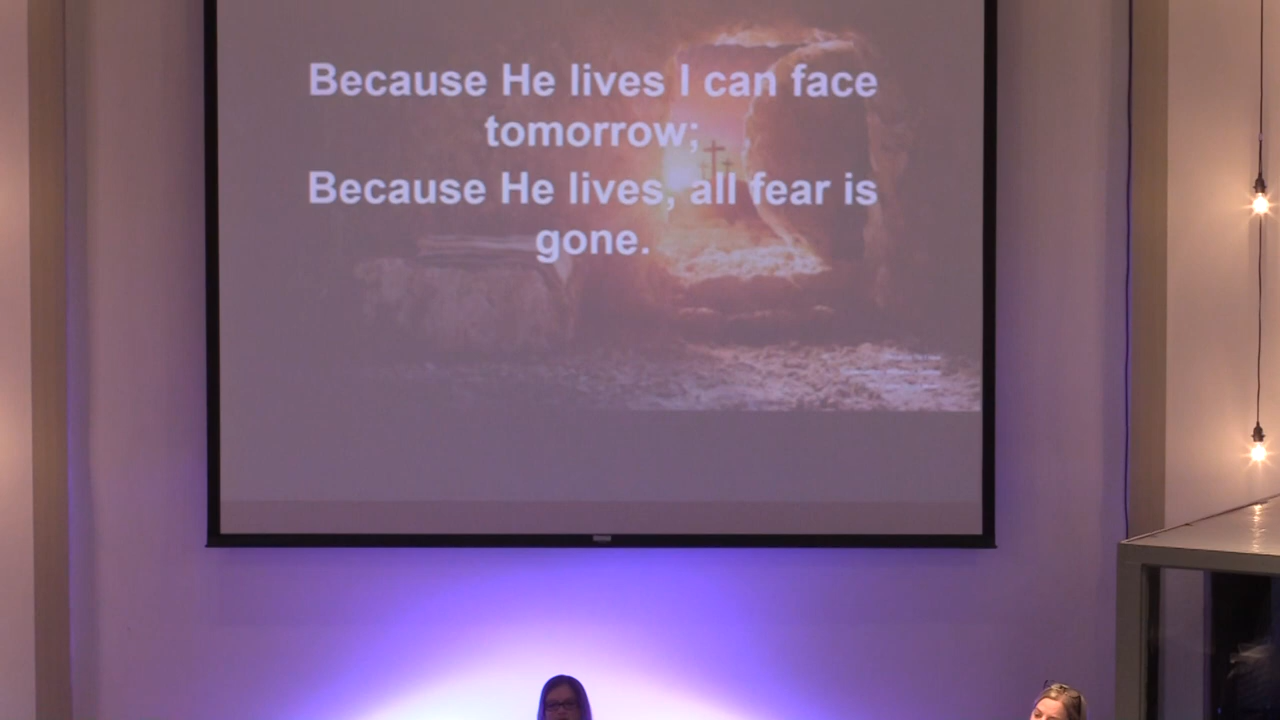 Because He lives I can face
tomorrow;
Because He lives, all fear is
gone.